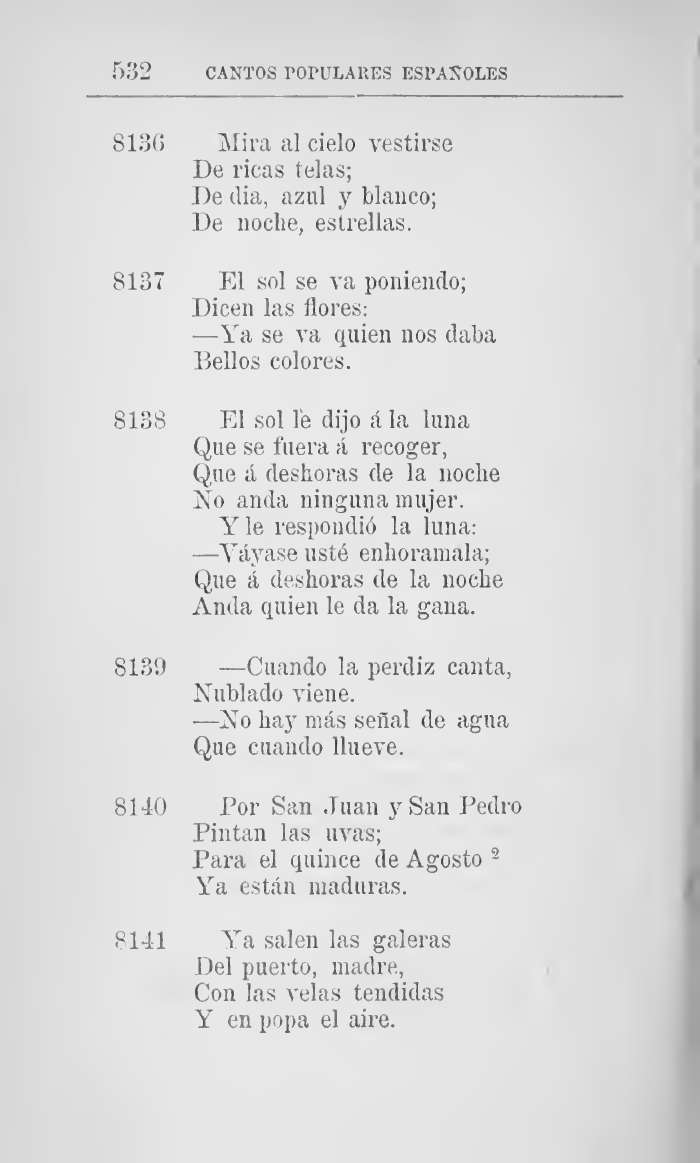 532 CANTOS POPULARES ESPAÑOLES
8136 Mira al cielo vestirse
De ricas telas;
De dia, azul y blanco;
De noche, estrellas.
8137 El sol se va poniendo;
Dicen las flores:
—Ya se va quien nos daba
Bellos colores.
8138 El sol le dijo á la luna
Que se fuera á recoger,
Que á deshoras de la noche
No anda ninguna mujer.
Y le respondió la luna:
—Váyase usté enhoramala;
Que á deshoras de la noche
Anda quien le da la gana.
8139 —Cuando la perdiz canta,
Nublado viene.
—No hay más señal de agua
Que cuando llueve.
8140 Por San Juan y San Pedro
Pintan las uvas;
Para el quince de Agosto ²
Ya están maduras.
8141 Ya salen las galeras
Del puerto, madre,
Con las velas tendidas
Y en popa el aire.